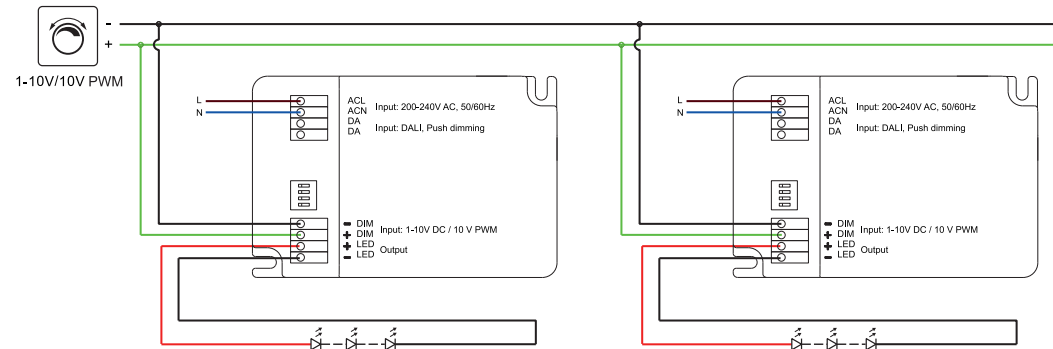 -
+
1-10V/10V PWM
L
N
ACL
ACN
DA
DA
Input: 200-240V AC, 50/60Hz
Input: DALI, Push dimming
- DIM
+ DIM
+ LED
- LED
Input: 1-10V DC / 10 V PWM
Output
L
N
ACL
ACN
DA
DA
Input: 200-240V AC, 50/60Hz
Input: DALI, Push dimming
- DIM
+ DIM
+ LED
- LED
Input: 1-10V DC / 10 V PWM
Output